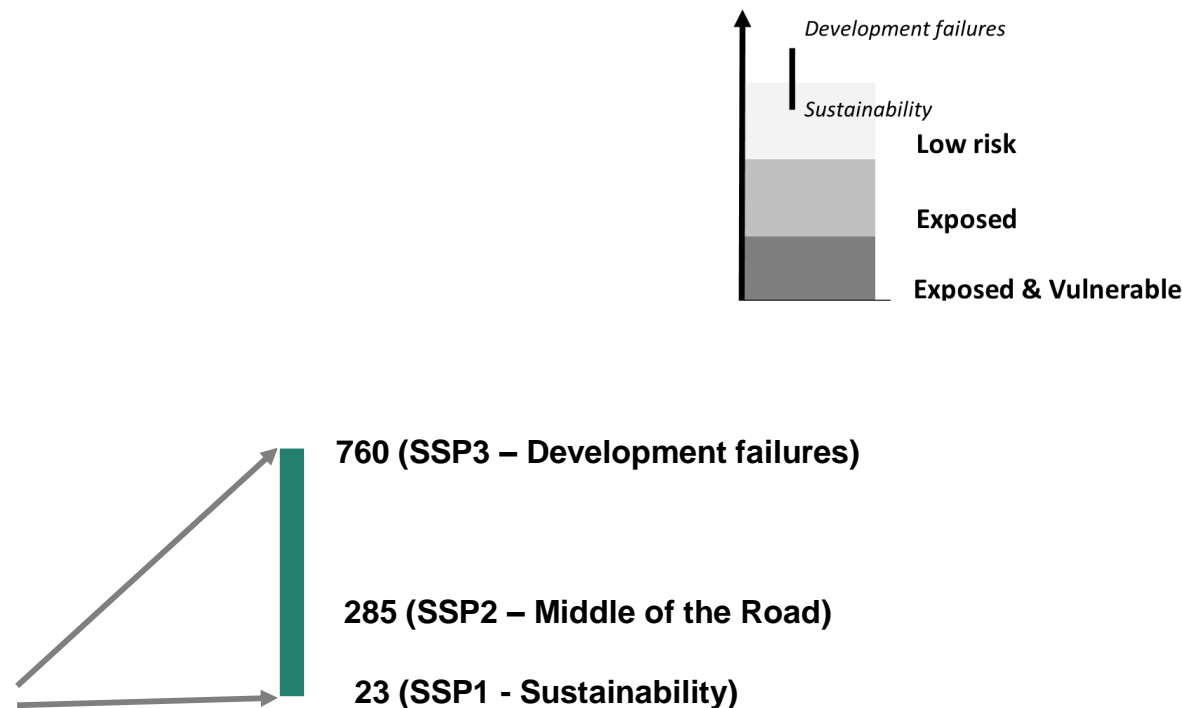 Development failures
Sustainability
Low risk
Exposed
Exposed & Vulnerable
760 (SSP3 – Development failures)
285 (SSP2 – Middle of the Road)
23 (SSP1 - Sustainability)